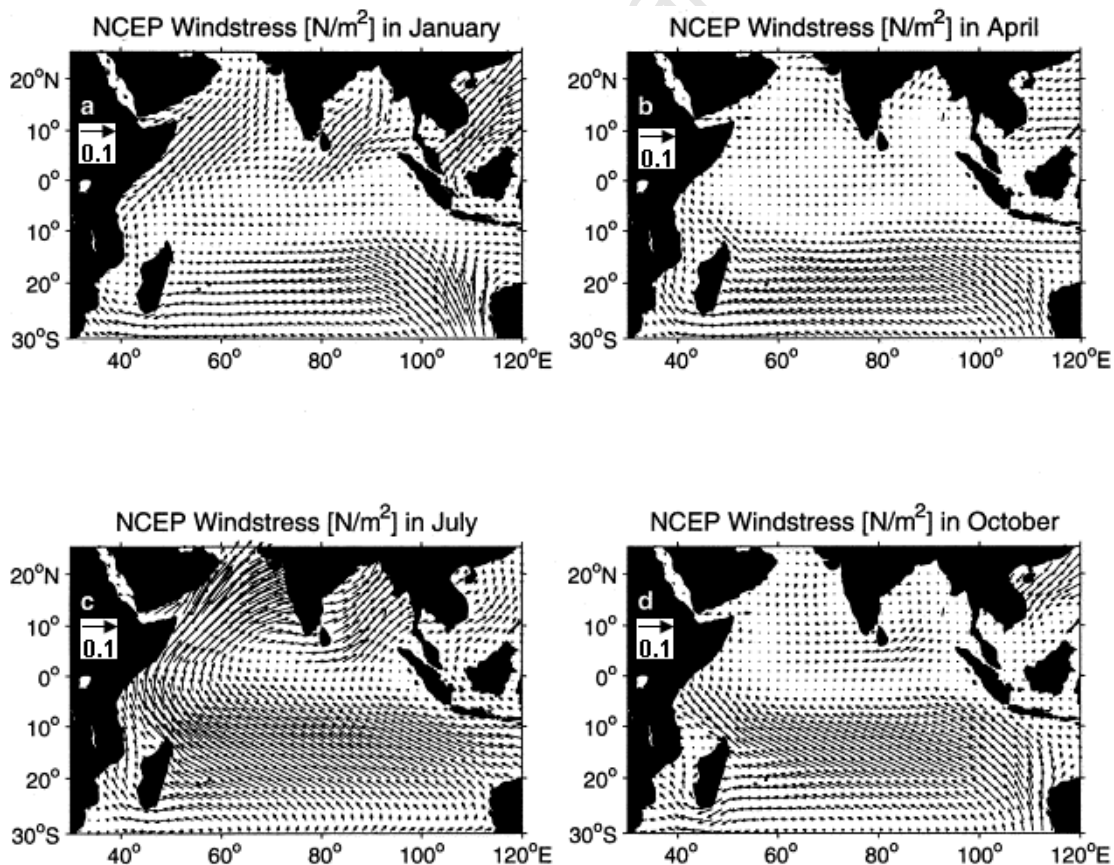 NCEP Windstress [N/m²] in January
NCEP Windstress [N/m²] in April
20°N
10°
0°
10°
20°
30°S
a
0.1
40° 60° 80° 100° 120°E
20°N
10°
0°
10°
20°
30°S
b
0.1
40° 60° 80° 100° 120°E
NCEP Windstress [N/m²] in July
NCEP Windstress [N/m²] in October
20°N
10°
0°
10°
20°
30°S
c
0.1
40° 60° 80° 100° 120°E
20°N
10°
0°
10°
20°
30°S
d
0.1
40° 60° 80° 100° 120°E